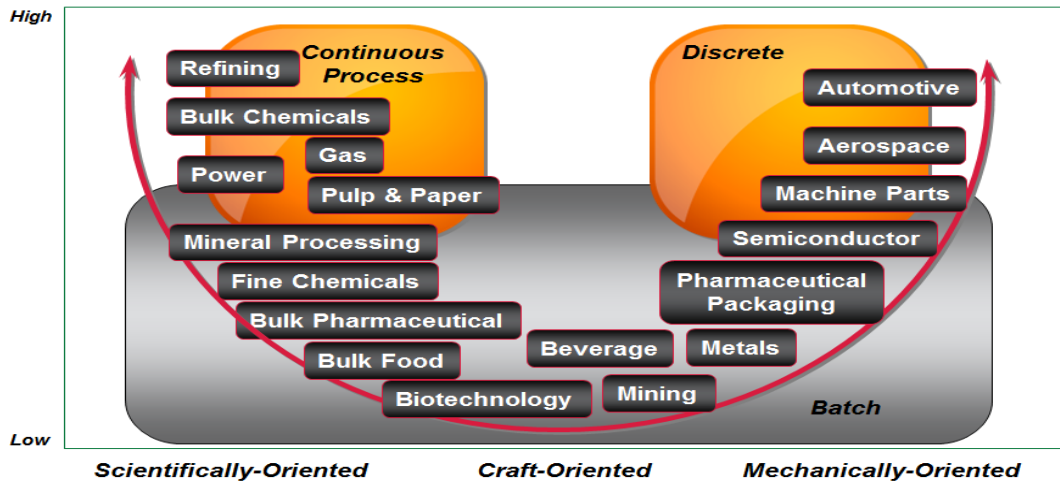 High
Continuous
Process
Discrete
Refining
Automotive
Bulk Chemicals
Gas
Aerospace
Power
Pulp & Paper
Machine Parts
Mineral Processing
Semiconductor
Fine Chemicals
Pharmaceutical
Packaging
Bulk Pharmaceutical
Beverage
Metals
Bulk Food
Biotechnology
Mining
Batch
Low
Scientifically-Oriented
Craft-Oriented
Mechanically-Oriented